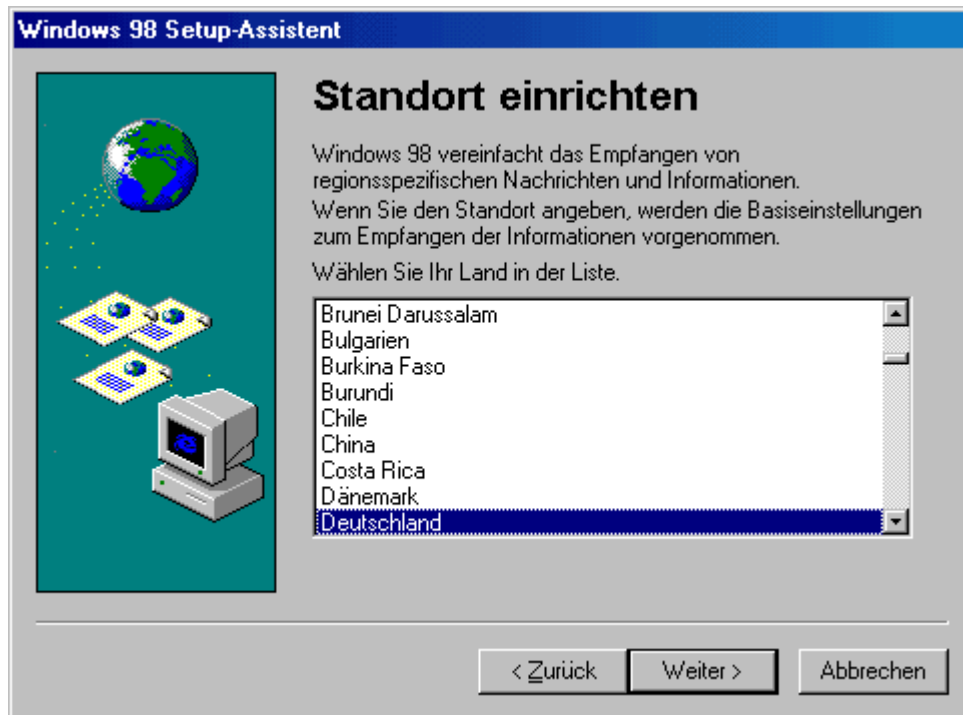 Windows 98 Setup-Assistent
Standort einrichten
Windows 98 vereinfacht das Empfangen von
regionsspezifischen Nachrichten und Informationen.
Wenn Sie den Standort angeben, werden die Basiseinstellungen
zum Empfangen der Informationen vorgenommen.
Wählen Sie Ihr Land in der Liste.
Brunei Darussalam
Bulgarien
Burkina Faso
Burundi
Chile
China
Costa Rica
Dänemark
Deutschland
< Zurück
Weiter >
Abbrechen